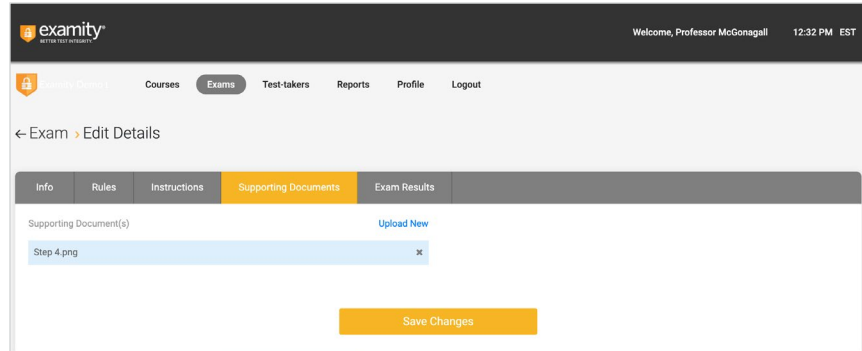 examity®
BETTER TEST INTEGRITY
Welcome, Professor McGonagall 12:32 PM EST
Courses Exams Test-takers Reports Profile Logout
←Exam › Edit Details
Info Rules Instructions Supporting Documents Exam Results
Supporting Document(s) Upload New
Step 4.png ×
Save Changes